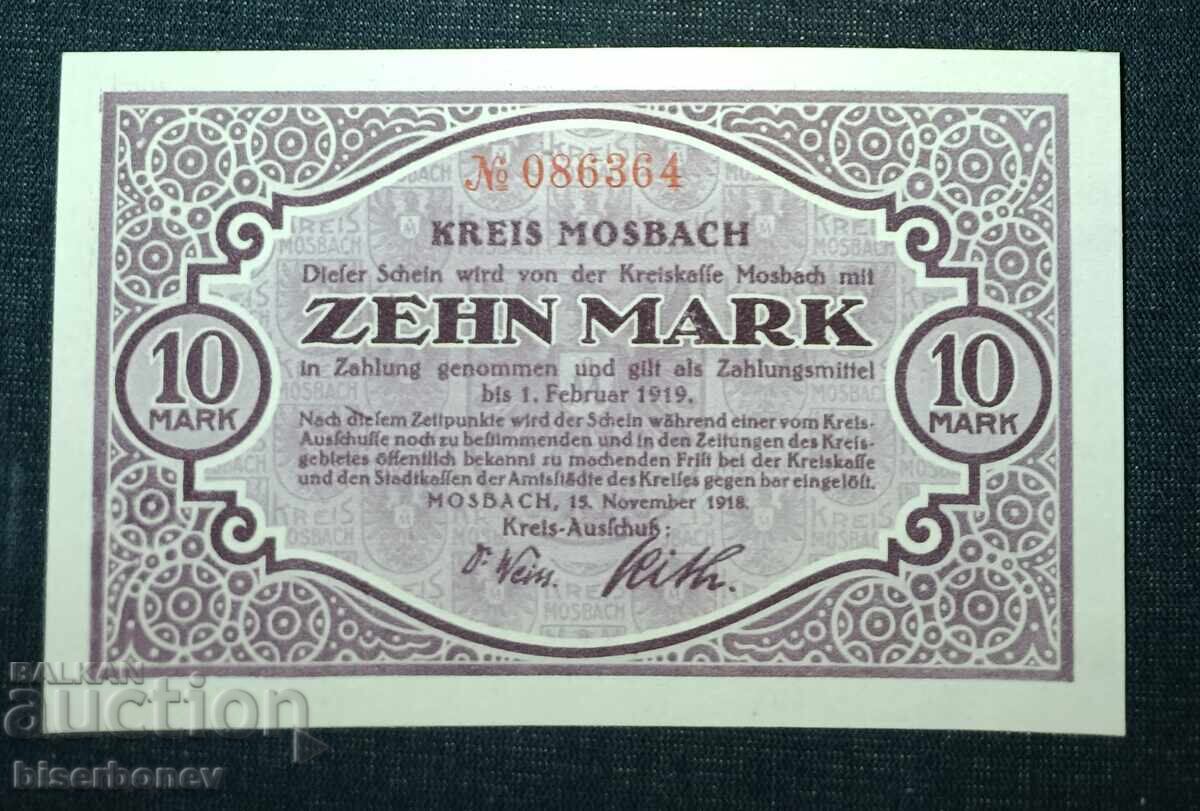 № 086364
KREIS MOSBACH
Dieſer Schein wird von der Kreiskaſſe Mosbach mit
ZEHN MARK
in Zahlung genommen und gilt als Zahlungsmittel
bis 1. Februar 1919.
Nach dieſem Zeitpunkte wird der Schein während einer vom Kreis-
Ausſchuſſe noch zu beſtimmenden und in den Zeitungen des Kreis-
gebietes öffentlich bekannt zu machenden Friſt bei der Kreiskaſſe
und den Stadtkaſſen der Amtsſtädte des Kreiſes gegen bar eingelöſt.
MOSBACH, 15. November 1918.
Kreis-Ausſchuß:
10
MARK
10
MARK
BALKAN
auction
biserbonev